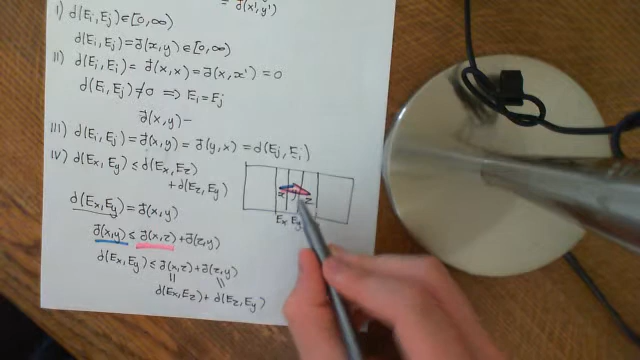 = d̃(x',y')
I) d(Ei,Ej)∈[0,∞)
d(Ei,Ej)=d̃(x,y)∈[0,∞)
II) d(Ei,Ei)=d̃(x,x)=d̃(x,x')=0
d(Ei,Ej)≠0 ⟹ Ei=Ej
d̃(x,y)-
III) d(Ei,Ej)=d̃(x,y)=d̃(y,x)=d(Ej,Ei)
IV) d(Ex,Ey)≤d(Ex,Ez)
+d(Ez,Ey)
d(Ex,Ey)=d̃(x,y)
d̃(x,y)≤d̃(x,z)+d̃(z,y)
d(Ex,Ey)≤d̃(x,z)+d̃(z,y)
= =
d(Ex,Ez)+d(Ez,Ey)
x y z
Ex Ey